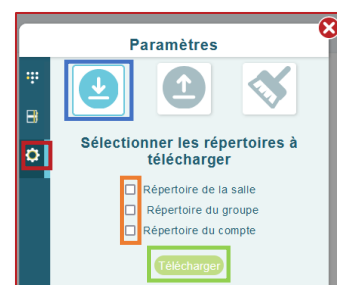 Paramètres
Sélectionner les répertoires à
télécharger
Répertoire de la salle
Répertoire du groupe
Répertoire du compte
Télécharger